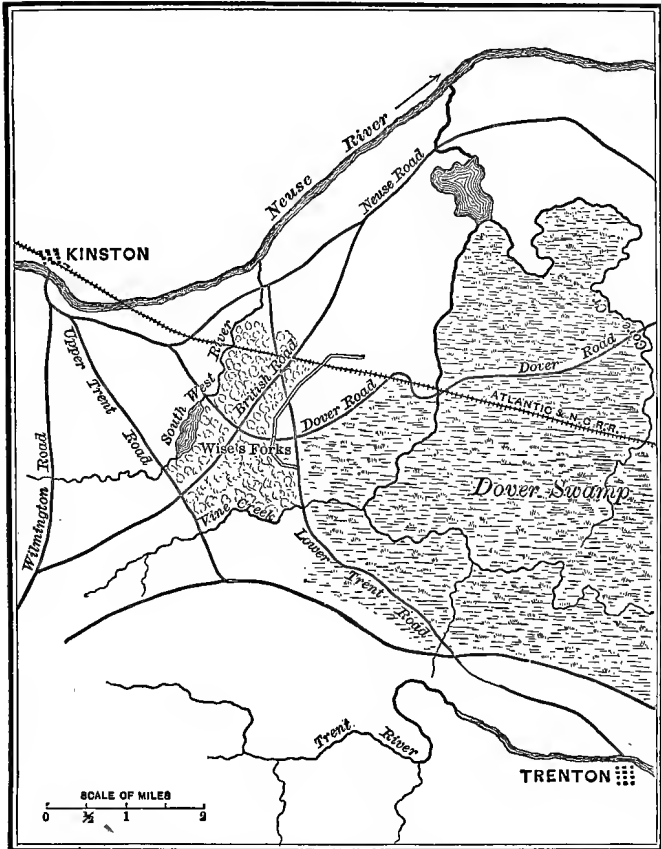 Neuse River
Neuse Road
KINSTON
South West River
British Road
Dover Road
Dover Road
ATLANTIC & N.C.R.R.
Upper Trent Road
Wise's Forks
Dover Swamp
Wilmington Road
Vine Creek
Lower Trent Road
Trent River
TRENTON
SCALE OF MILES
0 ½ 1 2